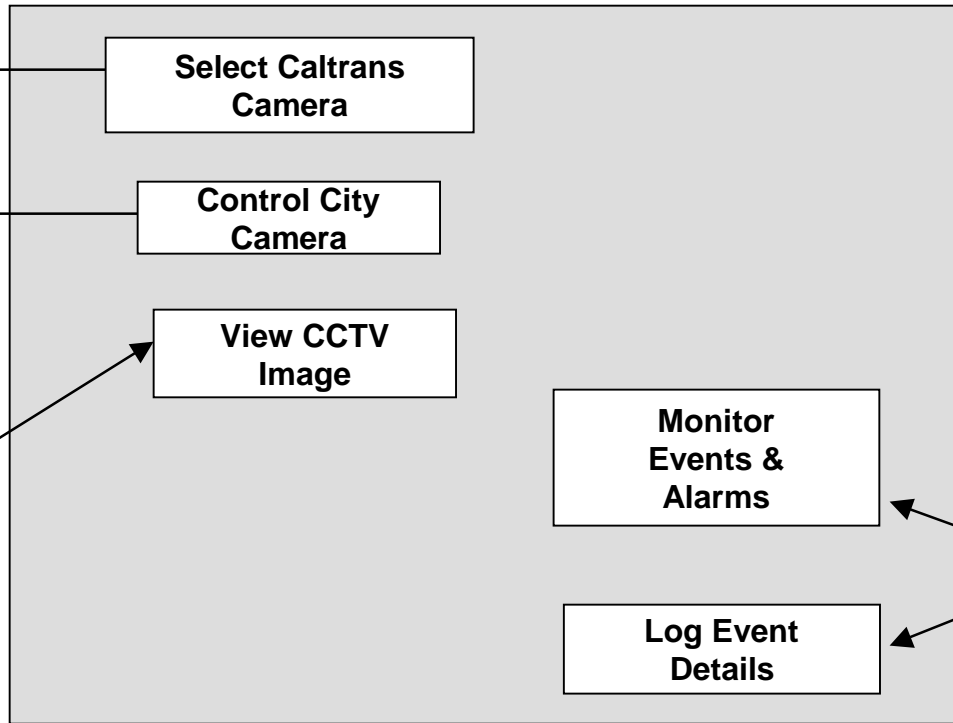 Select Caltrans
Camera
Control City
Camera
View CCTV
Image
Monitor
Events &
Alarms
Log Event
Details